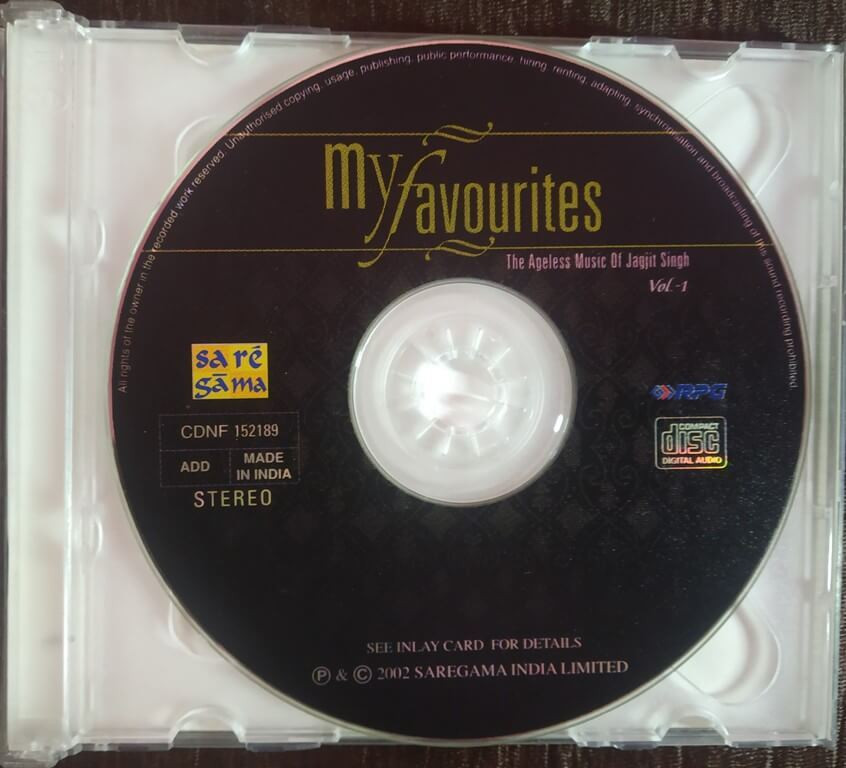 All rights of the owner in the recorded work reserved. Unauthorised copying, usage, publishing, public performance, hiring, renting, adapting, synchronisation and broadcasting of this sound recording prohibited
my favourites
The Ageless Music Of Jagjit Singh
Vol.-1
sa ré
gāma
RPG
CDNF 152189
COMPACT
disc
DIGITAL AUDIO
ADD
MADE
IN INDIA
STEREO
SEE INLAY CARD FOR DETAILS
Ⓟ & © 2002 SAREGAMA INDIA LIMITED